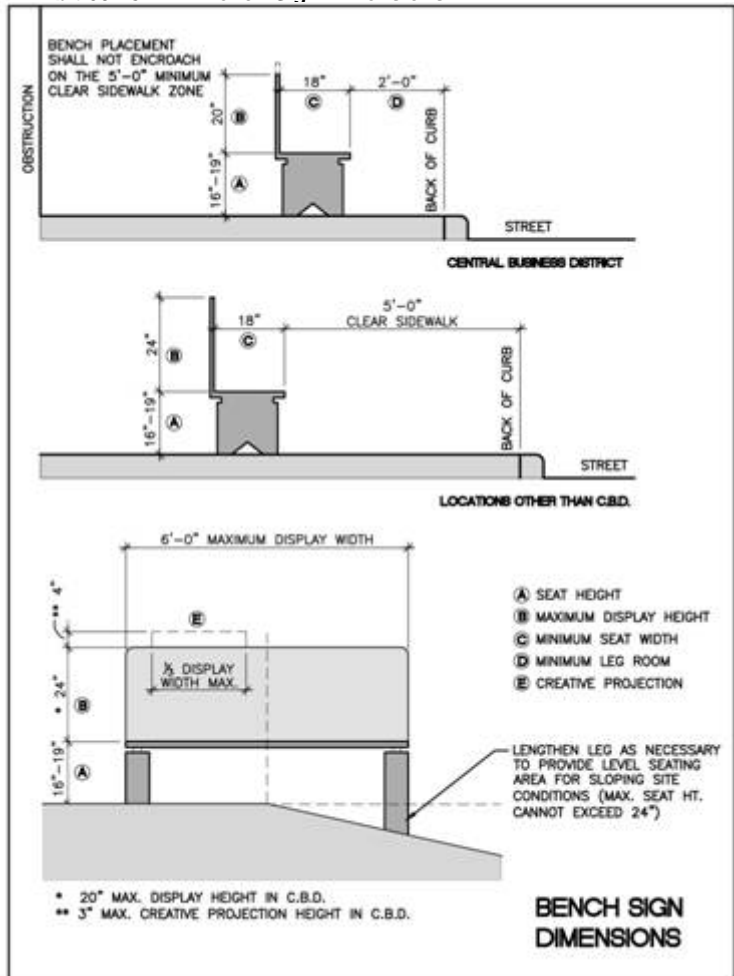 BENCH PLACEMENT
SHALL NOT ENCROACH
ON THE 5'-0" MINIMUM
CLEAR SIDEWALK ZONE
OBSTRUCTION
18"
2'-0"
20"
B
C
D
16"-19"
A
BACK OF CURB
STREET
CENTRAL BUSINESS DISTRICT
5'-0"
18"
CLEAR SIDEWALK
24"
B
C
16"-19"
A
BACK OF CURB
STREET
LOCATIONS OTHER THAN C.B.D.
6'-0" MAXIMUM DISPLAY WIDTH
** 4"
E
⅓ DISPLAY
WIDTH MAX.
* 24"
B
16"-19"
A
A SEAT HEIGHT
B MAXIMUM DISPLAY HEIGHT
C MINIMUM SEAT WIDTH
D MINIMUM LEG ROOM
E CREATIVE PROJECTION
LENGTHEN LEG AS NECESSARY
TO PROVIDE LEVEL SEATING
AREA FOR SLOPING SITE
CONDITIONS (MAX. SEAT HT.
CANNOT EXCEED 24")
* 20" MAX. DISPLAY HEIGHT IN C.B.D.
** 3" MAX. CREATIVE PROJECTION HEIGHT IN C.B.D.
BENCH SIGN
DIMENSIONS